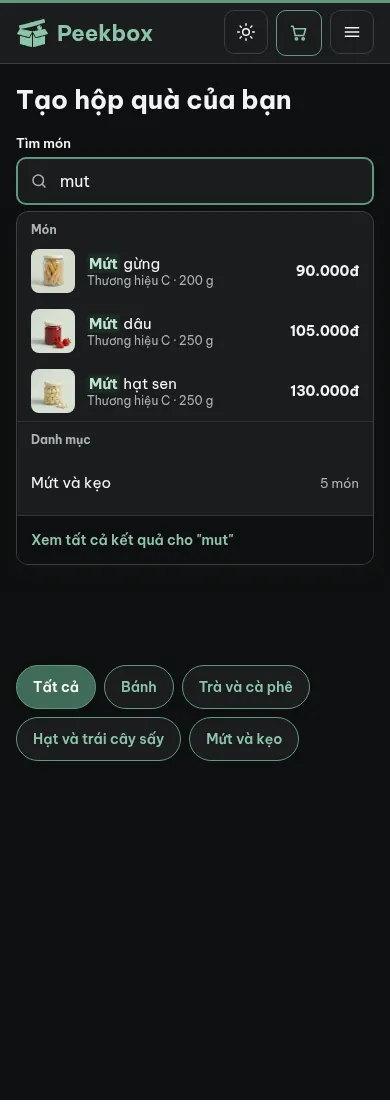 Peekbox
Tạo hộp quà của bạn
Tìm món
mut
Món
Mứt gừng
90.000đ
Thương hiệu C · 200 g
Mứt dâu
105.000đ
Thương hiệu C · 250 g
Mứt hạt sen
130.000đ
Thương hiệu C · 250 g
Danh mục
Mứt và kẹo
5 món
Xem tất cả kết quả cho "mut"
Tất cả
Bánh
Trà và cà phê
Hạt và trái cây sấy
Mứt và kẹo